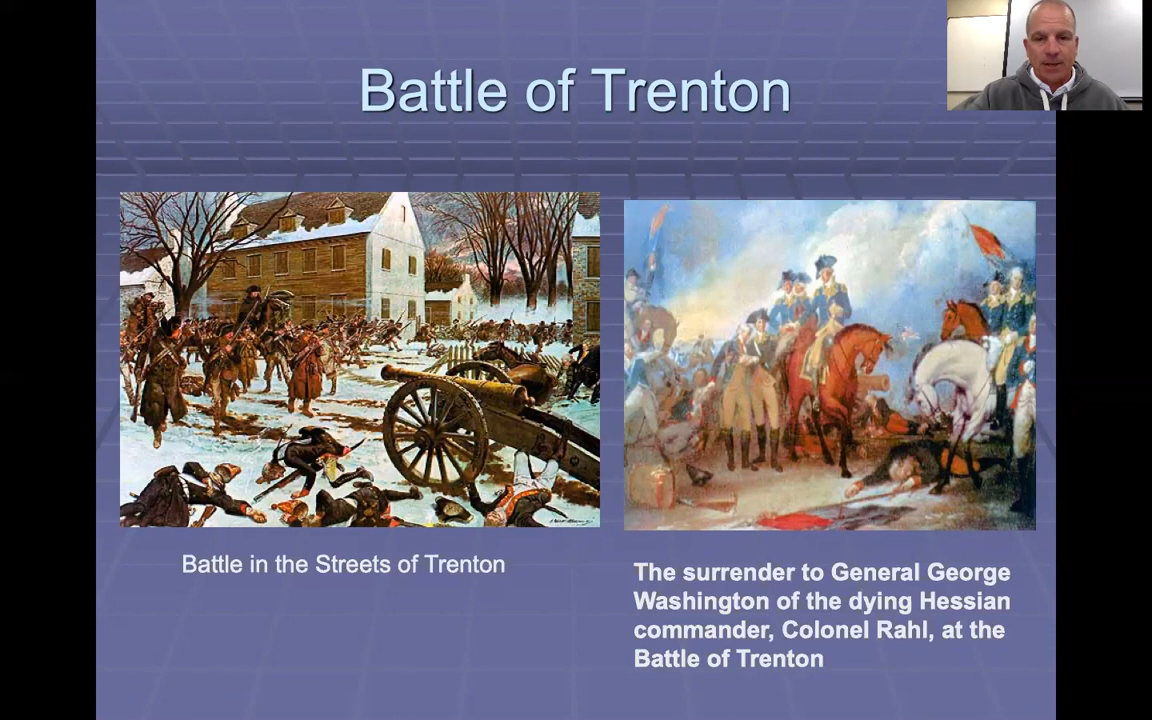 Battle of Trenton
Battle in the Streets of Trenton
The surrender to General George
Washington of the dying Hessian
commander, Colonel Rahl, at the
Battle of Trenton